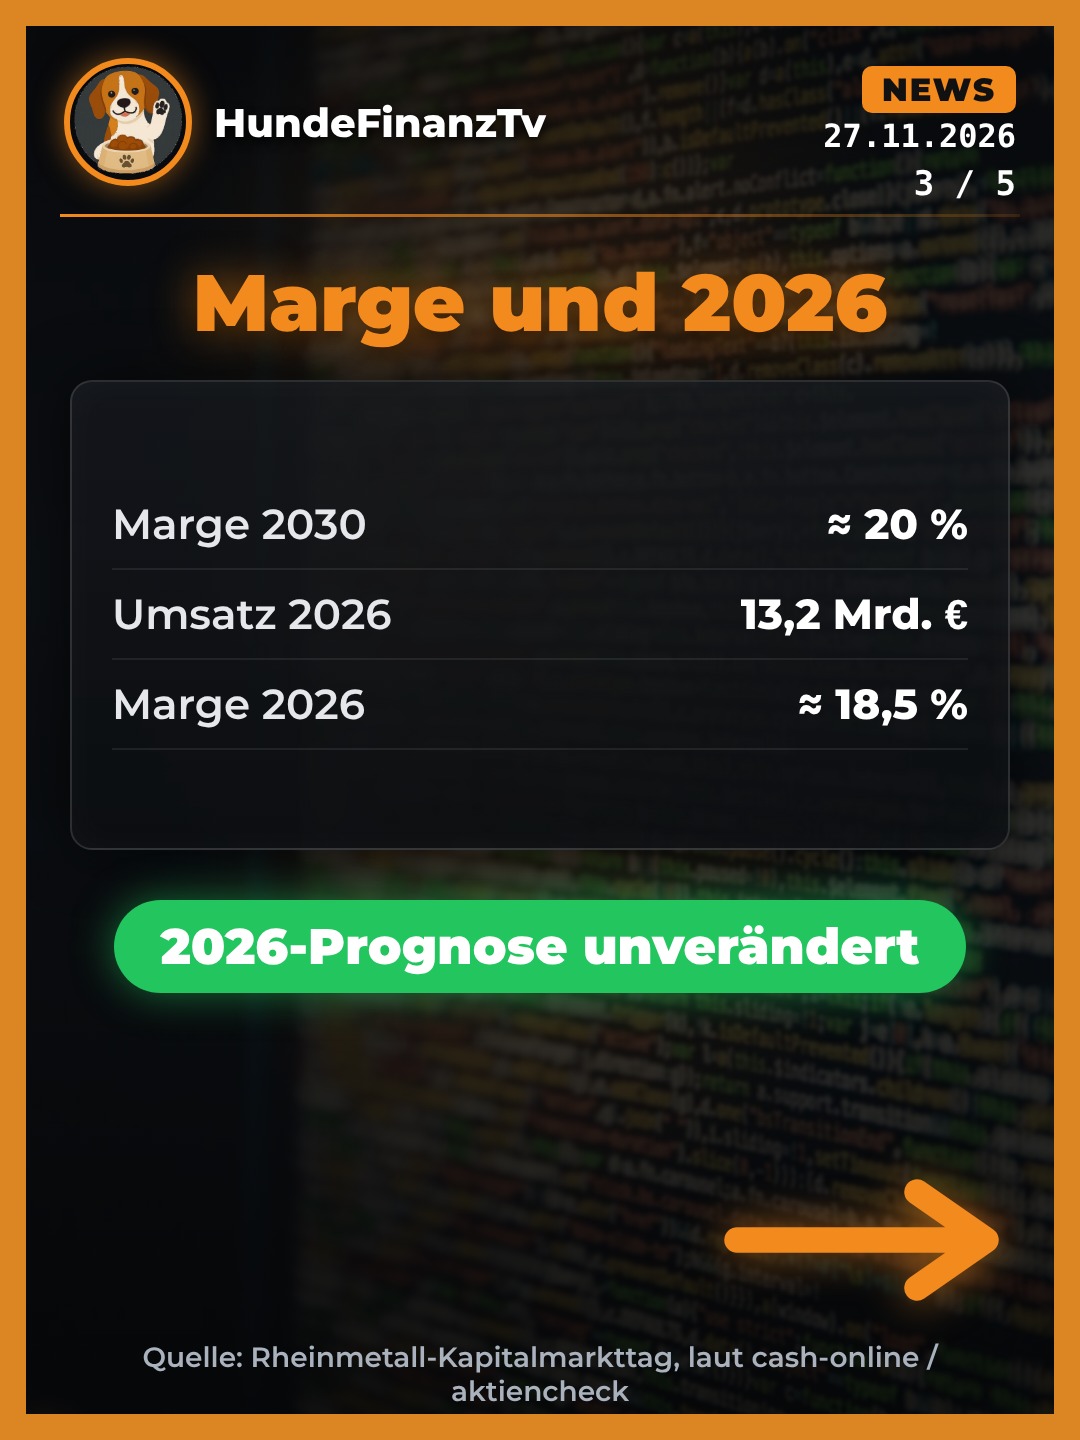 HundeFinanzTv
NEWS
27.11.2026
3 / 5
Marge und 2026
Marge 2030 ≈ 20 %
Umsatz 2026 13,2 Mrd. €
Marge 2026 ≈ 18,5 %
2026-Prognose unverändert
Quelle: Rheinmetall-Kapitalmarkttag, laut cash-online /
aktiencheck